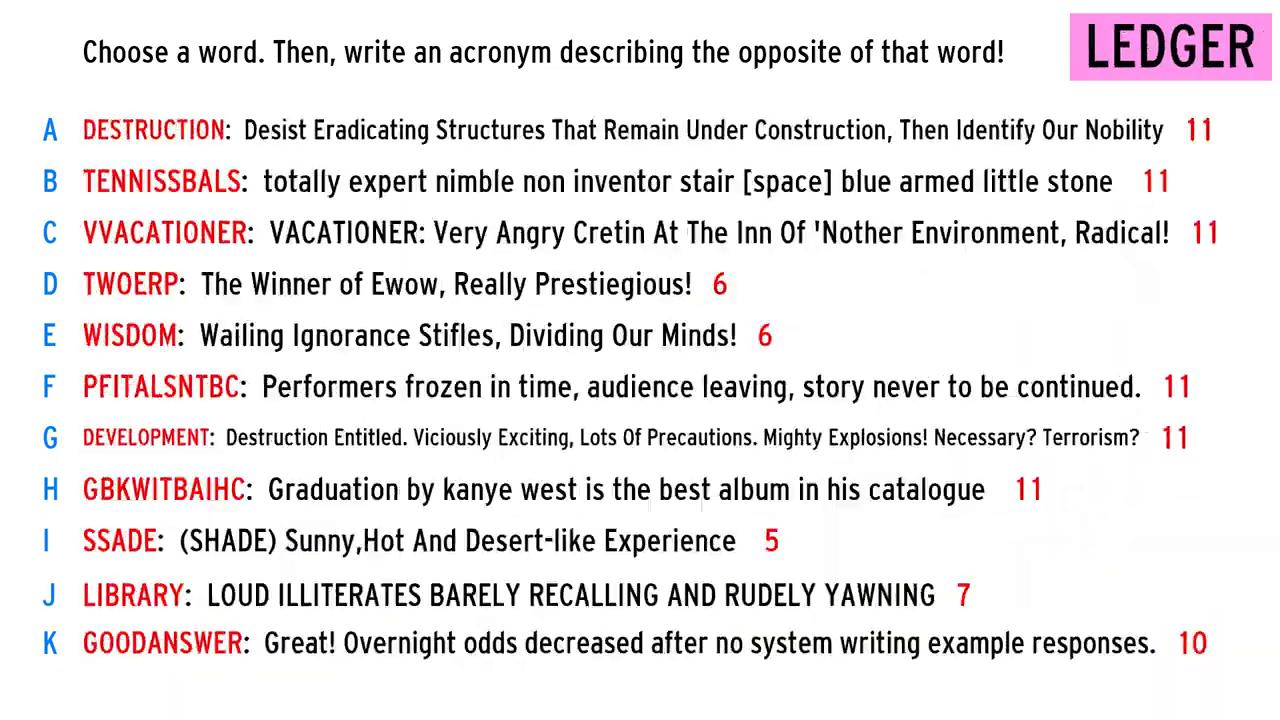 Choose a word. Then, write an acronym describing the opposite of that word!
LEDGER
A DESTRUCTION: Desist Eradicating Structures That Remain Under Construction, Then Identify Our Nobility 11
B TENNISSBALS: totally expert nimble non inventor stair [space] blue armed little stone 11
C VVACATIONER: VACATIONER: Very Angry Cretin At The Inn Of 'Nother Environment, Radical! 11
D TWOERP: The Winner of Ewow, Really Prestiegious! 6
E WISDOM: Wailing Ignorance Stifles, Dividing Our Minds! 6
F PFITALSNTBC: Performers frozen in time, audience leaving, story never to be continued. 11
G DEVELOPMENT: Destruction Entitled. Viciously Exciting, Lots Of Precautions. Mighty Explosions! Necessary? Terrorism? 11
H GBKWITBAIHC: Graduation by kanye west is the best album in his catalogue 11
I SSADE: (SHADE) Sunny,Hot And Desert-like Experience 5
J LIBRARY: LOUD ILLITERATES BARELY RECALLING AND RUDELY YAWNING 7
K GOODANSWER: Great! Overnight odds decreased after no system writing example responses. 10